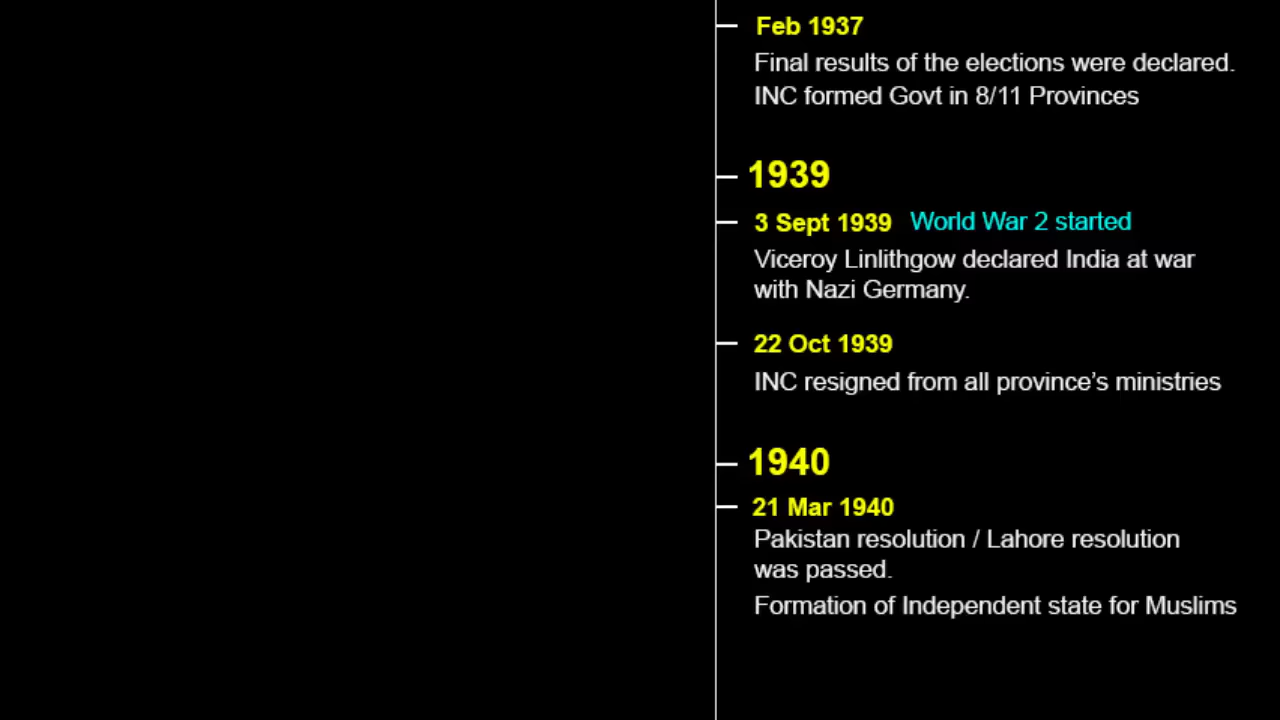 Feb 1937
Final results of the elections were declared.
INC formed Govt in 8/11 Provinces
1939
3 Sept 1939 World War 2 started
Viceroy Linlithgow declared India at war
with Nazi Germany.
22 Oct 1939
INC resigned from all province’s ministries
1940
21 Mar 1940
Pakistan resolution / Lahore resolution
was passed.
Formation of Independent state for Muslims